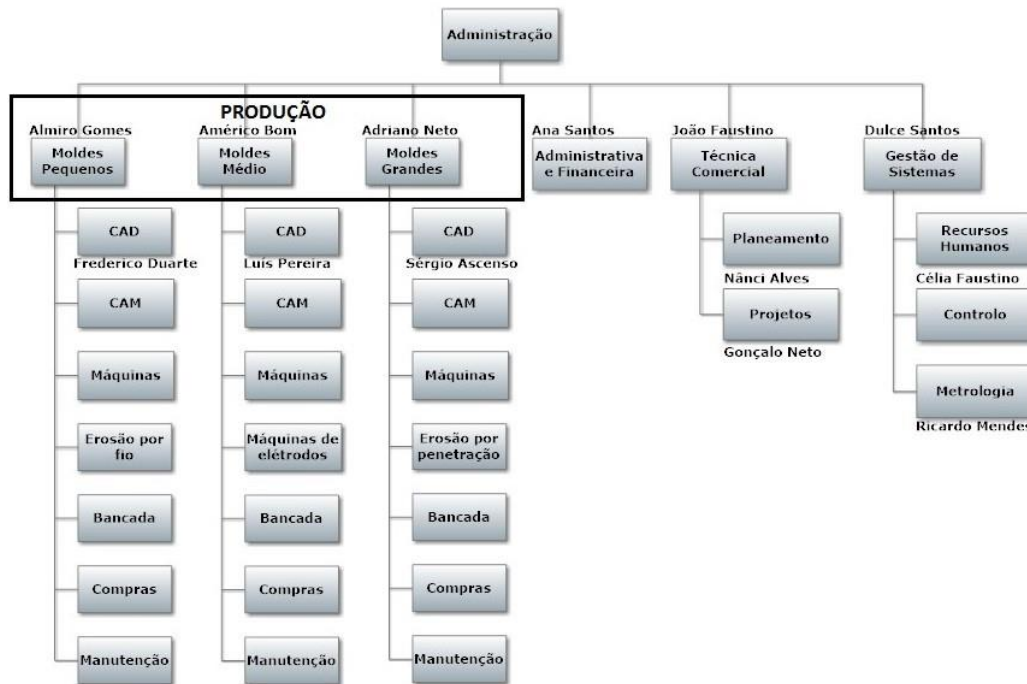 Administração
PRODUÇÃO
Almiro Gomes
Moldes
Pequenos
Américo Bom
Moldes
Médio
Adriano Neto
Moldes
Grandes
Ana Santos
Administrativa
e Financeira
João Faustino
Técnica
Comercial
Dulce Santos
Gestão de
Sistemas
CAD
Frederico Duarte
CAM
Máquinas
Erosão por
fio
Bancada
Compras
Manutenção
CAD
Luís Pereira
CAM
Máquinas
Máquinas de
elétrodos
Bancada
Compras
Manutenção
CAD
Sérgio Ascenso
CAM
Máquinas
Erosão por
penetração
Bancada
Compras
Manutenção
Planeamento
Nânci Alves
Projetos
Gonçalo Neto
Recursos
Humanos
Célia Faustino
Controlo
Metrologia
Ricardo Mendes